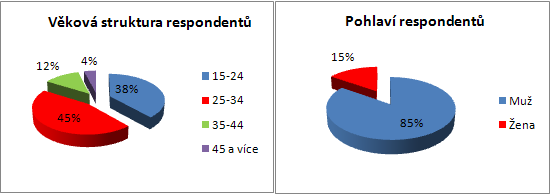 Věková struktura respondentů
4%
12%
38%
45%
15-24
25-34
35-44
45 a více
Pohlaví respondentů
15%
85%
Muž
Žena